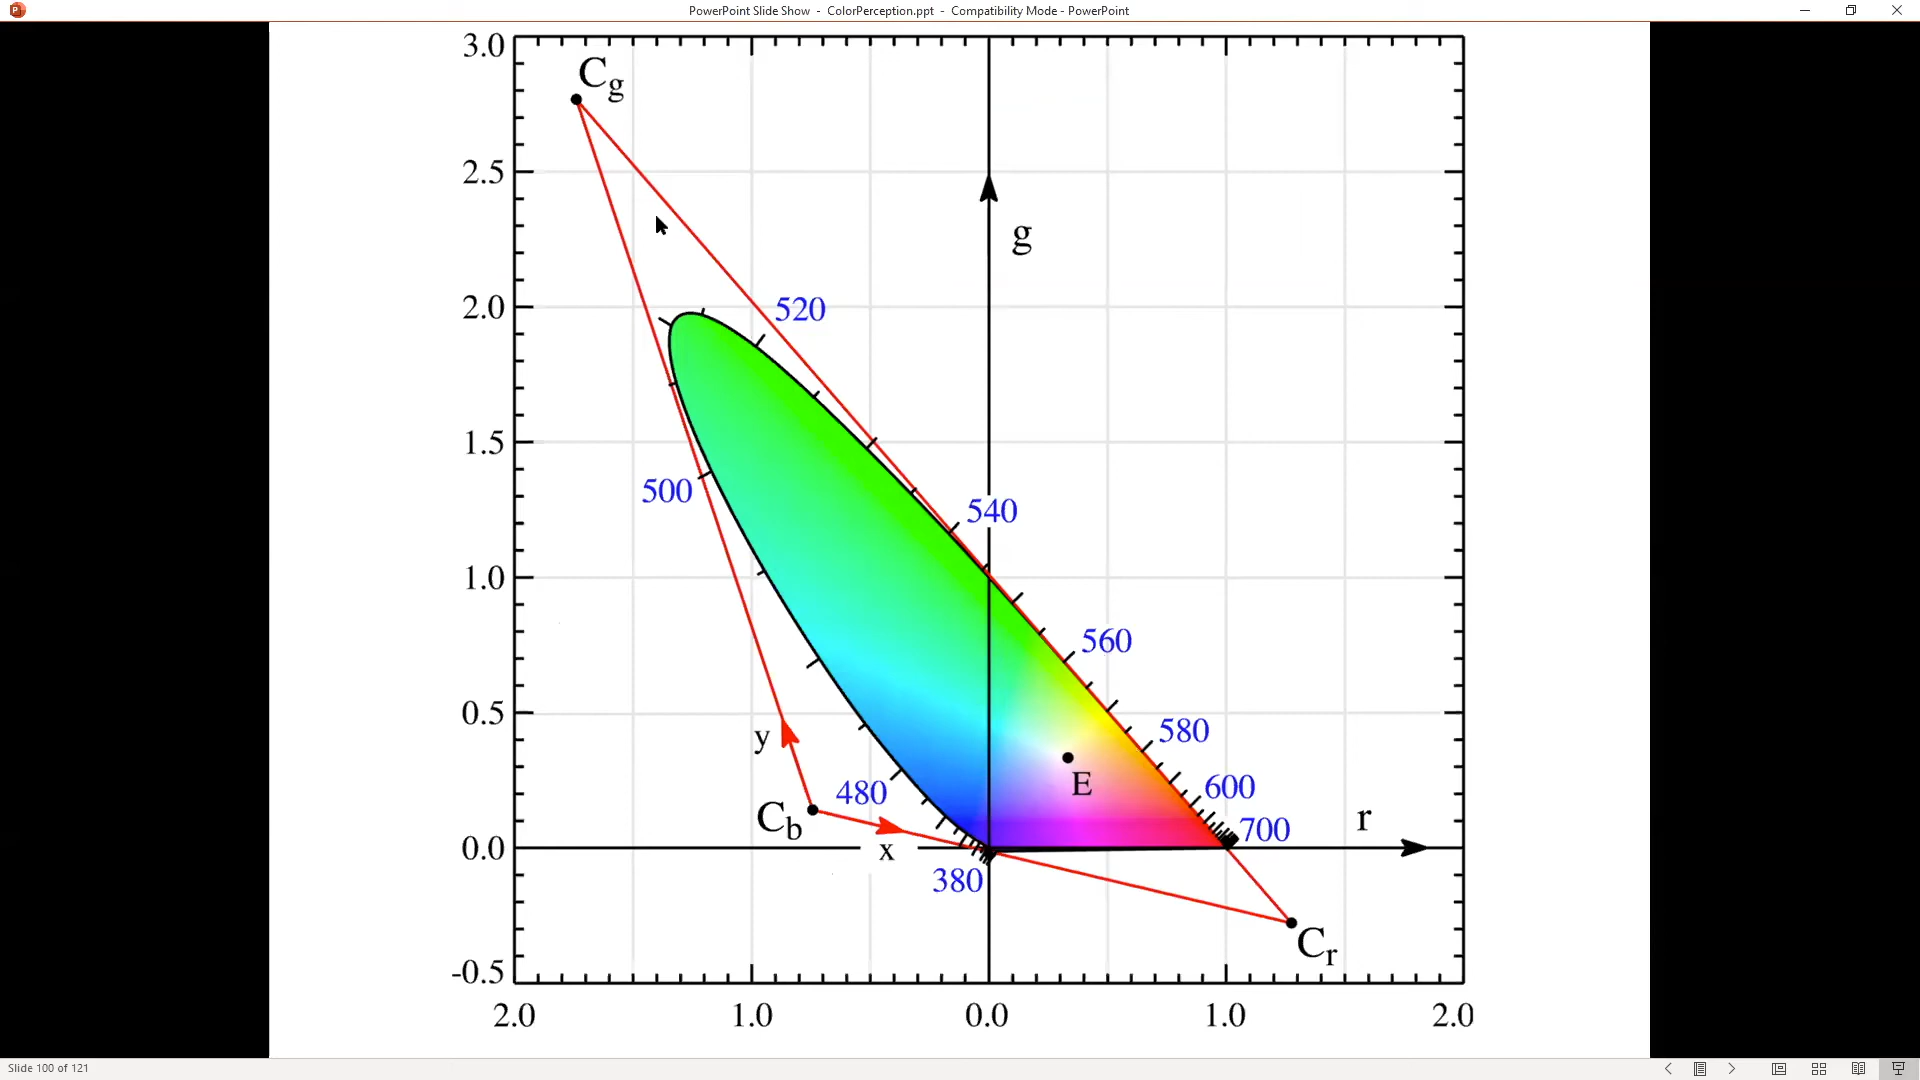 PowerPoint Slide Show - ColorPerception.ppt - Compatibility Mode - PowerPoint
3.0
Cg
2.5
g
2.0
520
1.5
500
540
1.0
560
0.5
y
580
E
480
600
Cb
r
700
0.0
x
380
Cr
-0.5
2.0 1.0 0.0 1.0 2.0
Slide 100 of 121